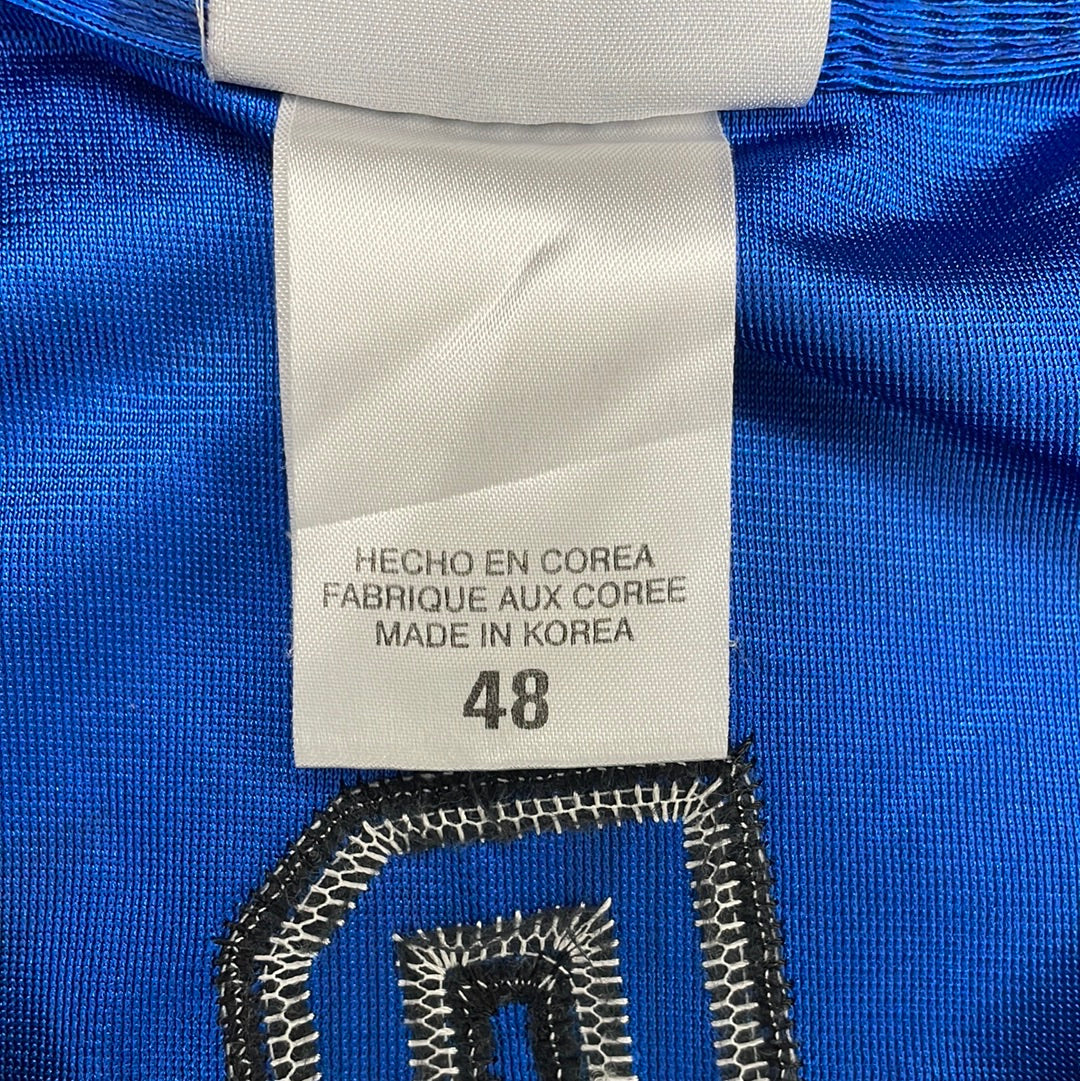 HECHO EN COREA
FABRIQUE AUX COREE
MADE IN KOREA
48